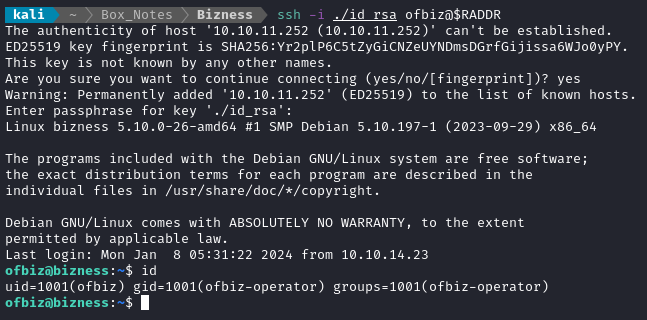 kali ~ Box_Notes Bizness ssh -i ./id_rsa ofbiz@$RADDR
The authenticity of host '10.10.11.252 (10.10.11.252)' can't be established.
ED25519 key fingerprint is SHA256:Yr2plP6C5tZyGiCNZeUYNDmsDGrfGijissa6WJo0yPY.
This key is not known by any other names.
Are you sure you want to continue connecting (yes/no/[fingerprint])? yes
Warning: Permanently added '10.10.11.252' (ED25519) to the list of known hosts.
Enter passphrase for key './id_rsa':
Linux bizness 5.10.0-26-amd64 #1 SMP Debian 5.10.197-1 (2023-09-29) x86_64
The programs included with the Debian GNU/Linux system are free software;
the exact distribution terms for each program are described in the
individual files in /usr/share/doc/*/copyright.
Debian GNU/Linux comes with ABSOLUTELY NO WARRANTY, to the extent
permitted by applicable law.
Last login: Mon Jan  8 05:31:22 2024 from 10.10.14.23
ofbiz@bizness:~$ id
uid=1001(ofbiz) gid=1001(ofbiz-operator) groups=1001(ofbiz-operator)
ofbiz@bizness:~$